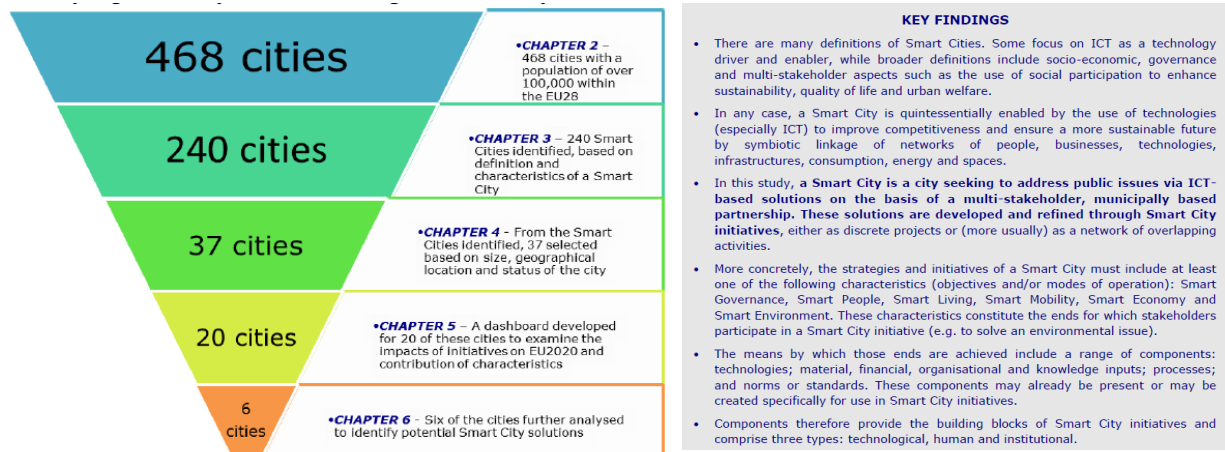 468 cities
•CHAPTER 2 –
468 cities with a
population of over
100,000 within
the EU28
240 cities
•CHAPTER 3 – 240 Smart
Cities identified, based on
definition and
characteristics of a Smart
City
37 cities
•CHAPTER 4 - From the Smart
Cities identified, 37 selected
based on size, geographical
location and status of the city
20 cities
•CHAPTER 5 – A dashboard developed
for 20 of these cities to examine the
impacts of initiatives on EU2020 and
contribution of characteristics
6
cities
•CHAPTER 6 - Six of the cities further analysed
to identify potential Smart City solutions
KEY FINDINGS
• There are many definitions of Smart Cities. Some focus on ICT as a technology
driver and enabler, while broader definitions include socio-economic, governance
and multi-stakeholder aspects such as the use of social participation to enhance
sustainability, quality of life and urban welfare.
• In any case, a Smart City is quintessentially enabled by the use of technologies
(especially ICT) to improve competitiveness and ensure a more sustainable future
by symbiotic linkage of networks of people, businesses, technologies,
infrastructures, consumption, energy and spaces.
• In this study, a Smart City is a city seeking to address public issues via ICT-
based solutions on the basis of a multi-stakeholder, municipally based
partnership. These solutions are developed and refined through Smart City
initiatives, either as discrete projects or (more usually) as a network of overlapping
activities.
• More concretely, the strategies and initiatives of a Smart City must include at least
one of the following characteristics (objectives and/or modes of operation): Smart
Governance, Smart People, Smart Living, Smart Mobility, Smart Economy and
Smart Environment. These characteristics constitute the ends for which stakeholders
participate in a Smart City initiative (e.g. to solve an environmental issue).
• The means by which those ends are achieved include a range of components:
technologies; material, financial, organisational and knowledge inputs; processes;
and norms or standards. These components may already be present or may be
created specifically for use in Smart City initiatives.
• Components therefore provide the building blocks of Smart City initiatives and
comprise three types: technological, human and institutional.